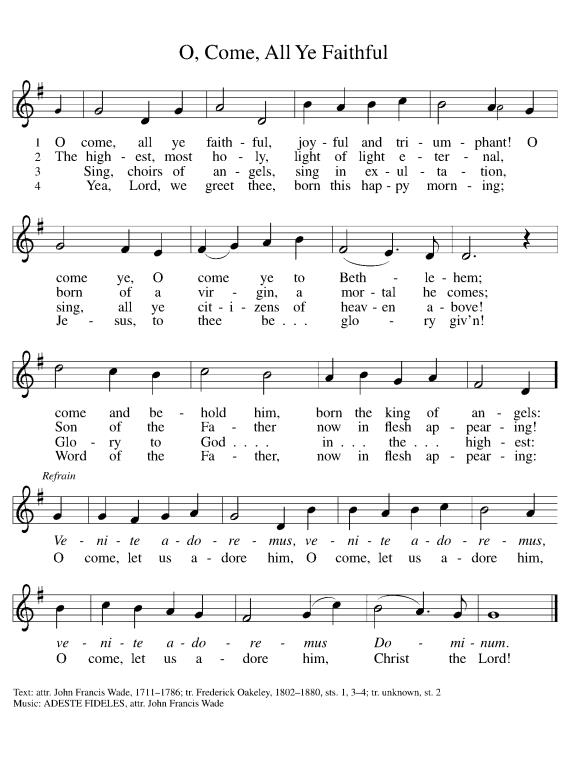 O, Come, All Ye Faithful
1 O come, all ye faith - ful, joy - ful and tri - um - phant! O
2 The high - est, most ho - ly, light of light e - ter - nal,
3 Sing, choirs of an - gels, sing in ex - ul - ta - tion,
4 Yea, Lord, we greet thee, born this hap - py morn - ing;
come ye, O come ye to Beth - le - hem;
born of a vir - gin, a mor - tal he comes;
sing, all ye cit - i - zens of heav - en a - bove!
Je - sus, to thee be . . . glo - ry giv'n!
come and be - hold him, born the king of an - gels:
Son of the Fa - ther now in flesh ap - pear - ing!
Glo - ry to God . . . . in . . . the . . . high - est:
Word of the Fa - ther, now in flesh ap - pear - ing:
Refrain
Ve - ni - te a - do - re - mus, ve - ni - te a - do - re - mus,
O come, let us a - dore him, O come, let us a - dore him,
ve - ni - te a - do - re - mus Do - mi - num.
O come, let us a - dore him, Christ the Lord!
Text: attr. John Francis Wade, 1711–1786; tr. Frederick Oakeley, 1802–1880, sts. 1, 3–4; tr. unknown, st. 2
Music: ADESTE FIDELES, attr. John Francis Wade